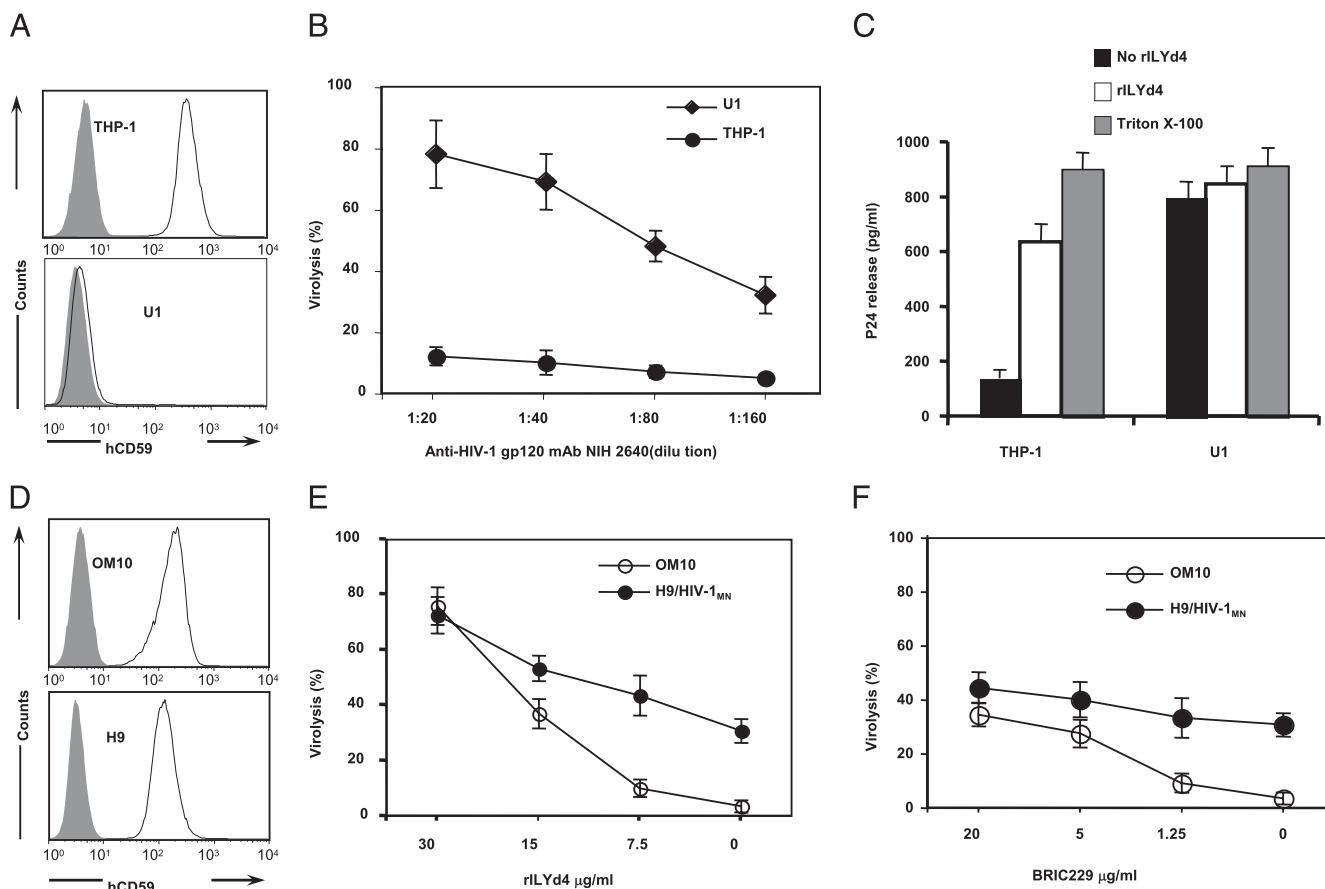 A
THP-1
10⁰ 10¹ 10² 10³ 10⁴
U1
Counts
10⁰ 10¹ 10² 10³ 10⁴
hCD59
B
100
80
60
40
20
0
Virolysis (%)
U1
THP-1
1:20 1:40 1:80 1:160
Anti-HIV-1 gp120 mAb NIH 2640(dilu tion)
C
No rILYd4
rILYd4
Triton X-100
1000
800
600
400
200
0
P24 release (pg/ml)
THP-1 U1
D
OM10
10⁰ 10¹ 10² 10³ 10⁴
H9
Counts
10⁰ 10¹ 10² 10³ 10⁴
hCD59
E
100
80
60
40
20
0
Virolysis (%)
OM10
H9/HIV-1MN
30 15 7.5 0
rILYd4 μg/ml
F
100
80
60
40
20
0
Virolysis (%)
OM10
H9/HIV-1MN
20 5 1.25 0
BRIC229 μg/ml